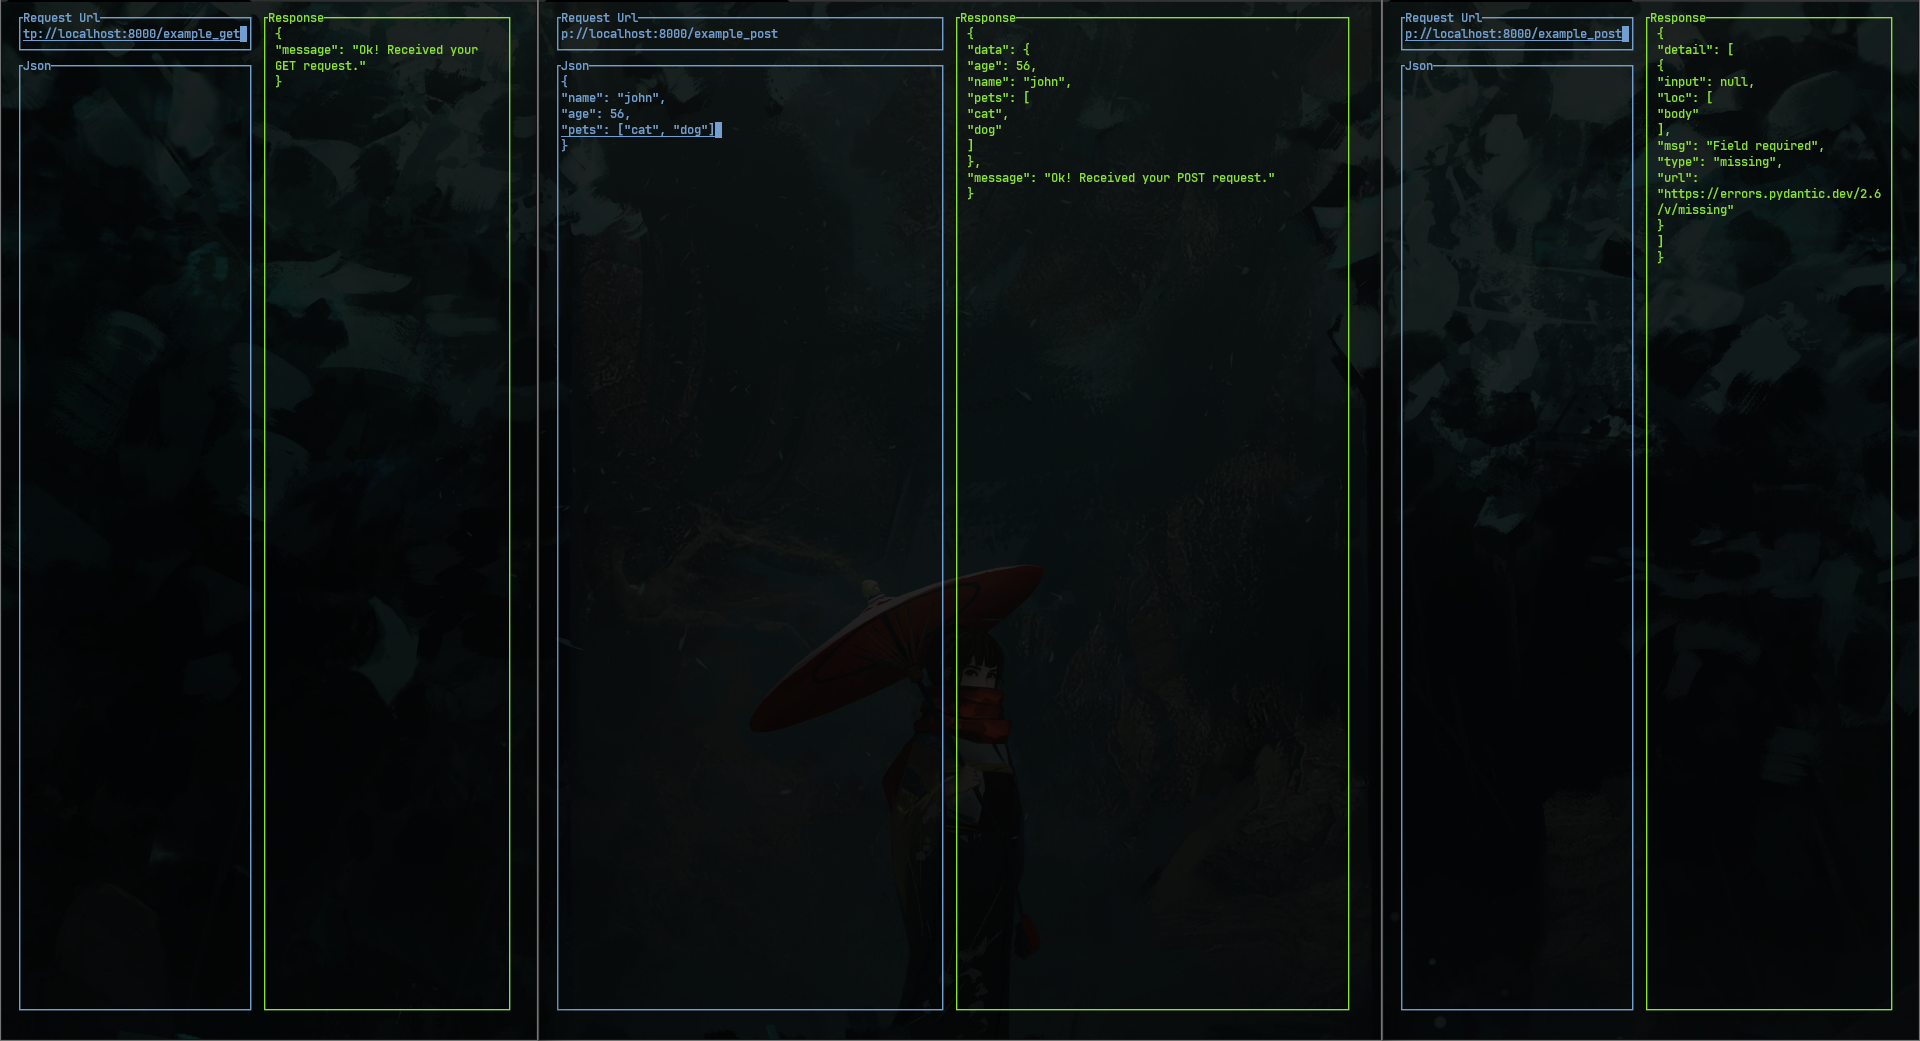 Request Url
tp://localhost:8000/example_get
Json
Response
{
"message": "Ok! Received your
GET request."
}
Request Url
p://localhost:8000/example_post
Json
{
"name": "john",
"age": 56,
"pets": ["cat", "dog"]
}
Response
{
"data": {
"age": 56,
"name": "john",
"pets": [
"cat",
"dog"
]
},
"message": "Ok! Received your POST request."
}
Request Url
p://localhost:8000/example_post
Json
Response
{
"detail": [
{
"input": null,
"loc": [
"body"
],
"msg": "Field required",
"type": "missing",
"url":
"https://errors.pydantic.dev/2.6
/v/missing"
}
]
}